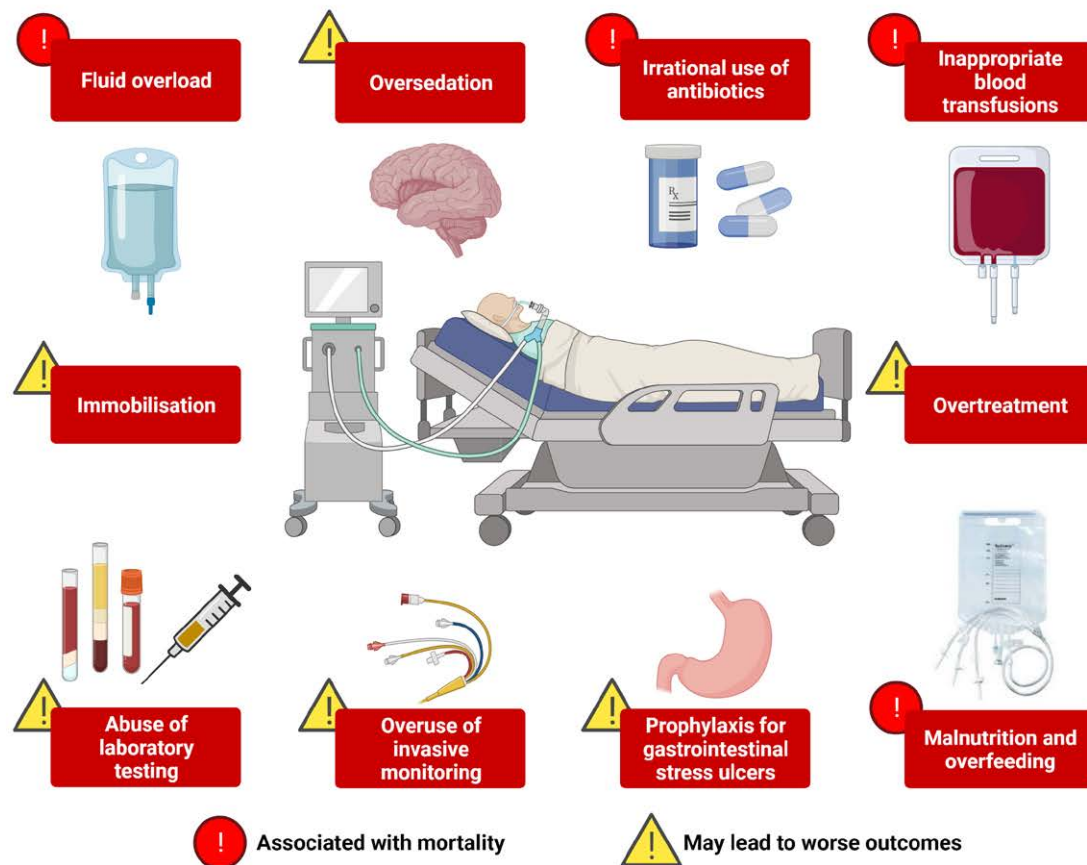 !
Fluid overload
!
Oversedation
!
Irrational use of
antibiotics
!
Inappropriate
blood
transfusions
Rx
!
Immobilisation
!
Overtreatment
!
Abuse of
laboratory
testing
!
Overuse of
invasive
monitoring
!
Prophylaxis for
gastrointestinal
stress ulcers
!
Malnutrition and
overfeeding
!
Associated with mortality
!
May lead to worse outcomes